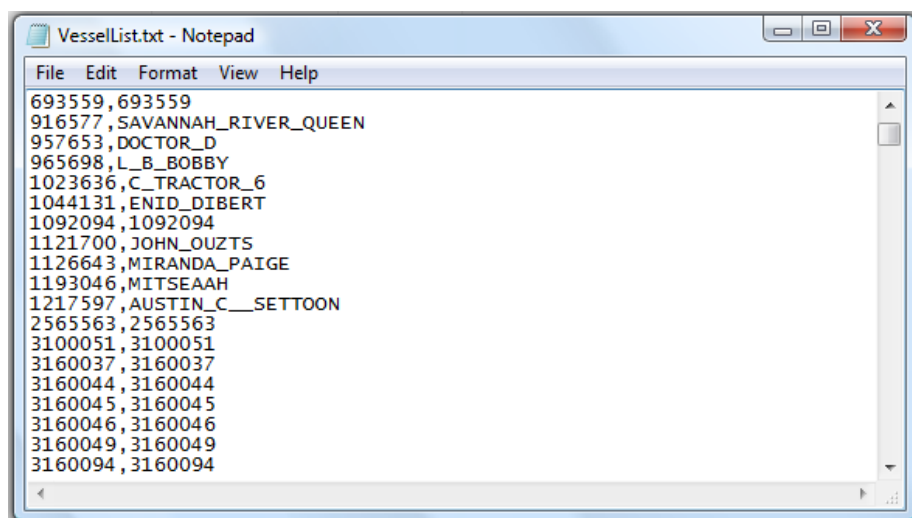 VesselList.txt - Notepad
File Edit Format View Help
693559,693559
916577,SAVANNAH_RIVER_QUEEN
957653,DOCTOR_D
965698,L_B_BOBBY
1023636,C_TRACTOR_6
1044131,ENID_DIBERT
1092094,1092094
1121700,JOHN_OUZTS
1126643,MIRANDA_PAIGE
1193046,MITSEAAH
1217597,AUSTIN_C__SETTOON
2565563,2565563
3100051,3100051
3160037,3160037
3160044,3160044
3160045,3160045
3160046,3160046
3160049,3160049
3160094,3160094